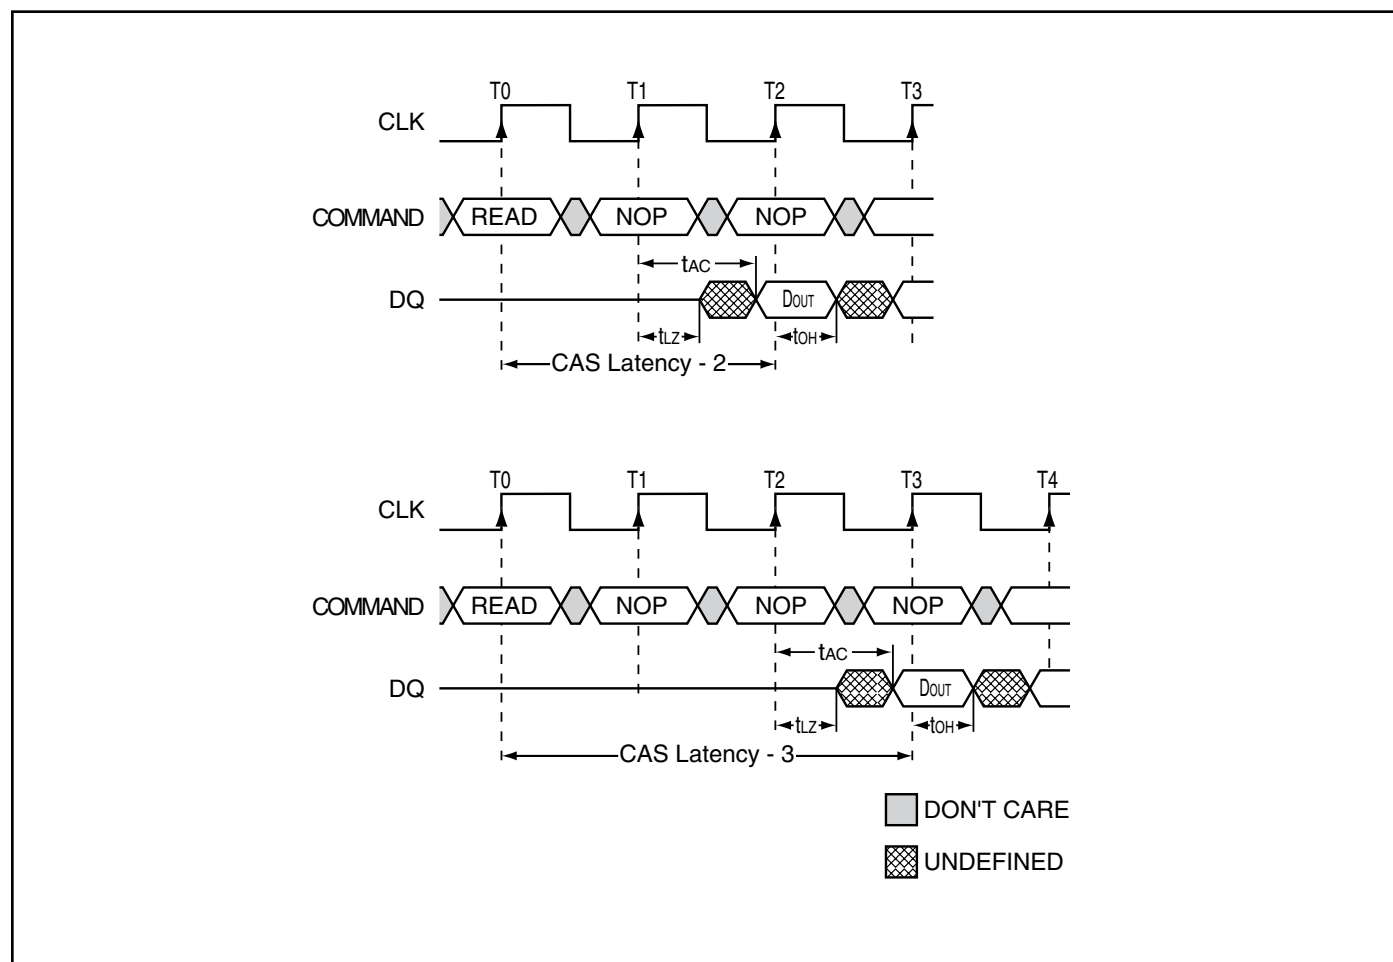 T0 T1 T2 T3
CLK
COMMAND READ NOP NOP
tAC
DQ DOUT
tLZ tOH
CAS Latency - 2
T0 T1 T2 T3 T4
CLK
COMMAND READ NOP NOP NOP
tAC
DQ DOUT
tLZ tOH
CAS Latency - 3
DON'T CARE
UNDEFINED